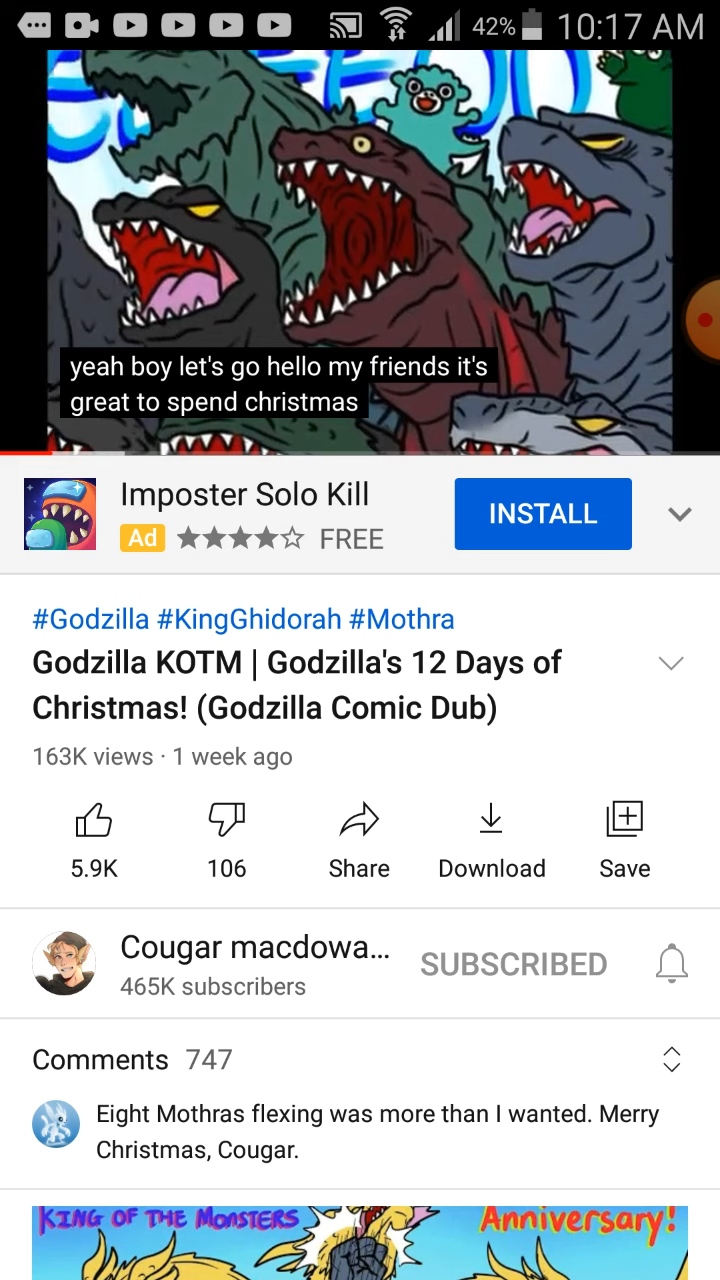 42% 10:17 AM
yeah boy let's go hello my friends it's
great to spend christmas
Imposter Solo Kill
INSTALL
Ad
FREE
#Godzilla #KingGhidorah #Mothra
Godzilla KOTM | Godzilla's 12 Days of
Christmas! (Godzilla Comic Dub)
163K views · 1 week ago
5.9K
106
Share
Download
Save
Cougar macdowa...
465K subscribers
SUBSCRIBED
Comments 747
Eight Mothras flexing was more than I wanted. Merry
Christmas, Cougar.
KING OF THE MONSTERS
Anniversary!